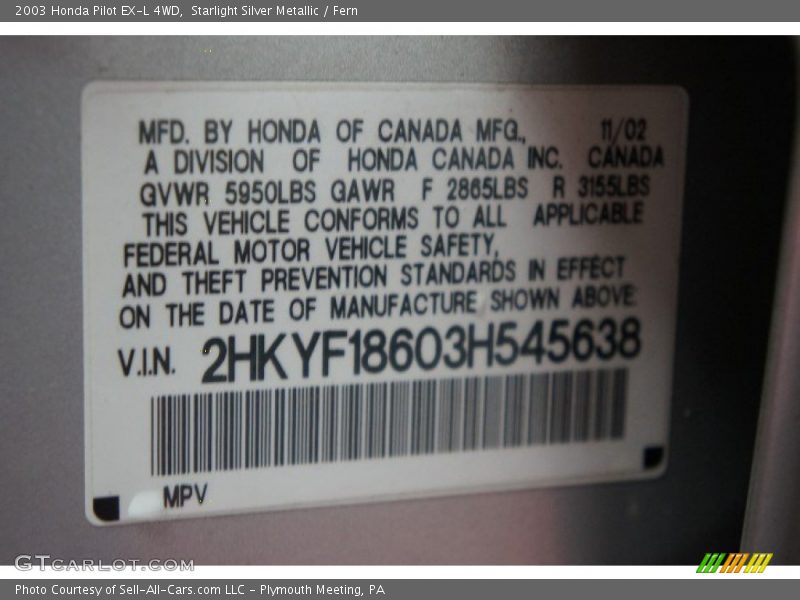 2003 Honda Pilot EX-L 4WD, Starlight Silver Metallic / Fern
MFD. BY HONDA OF CANADA MFG., 11/02
A DIVISION OF HONDA CANADA INC. CANADA
GVWR 5950LBS GAWR F 2865LBS R 3155LBS
THIS VEHICLE CONFORMS TO ALL APPLICABLE
FEDERAL MOTOR VEHICLE SAFETY,
AND THEFT PREVENTION STANDARDS IN EFFECT
ON THE DATE OF MANUFACTURE SHOWN ABOVE.
V.I.N. 2HKYF18603H545638
MPV
GTcarlot.com
Photo Courtesy of Sell-All-Cars.com LLC - Plymouth Meeting, PA